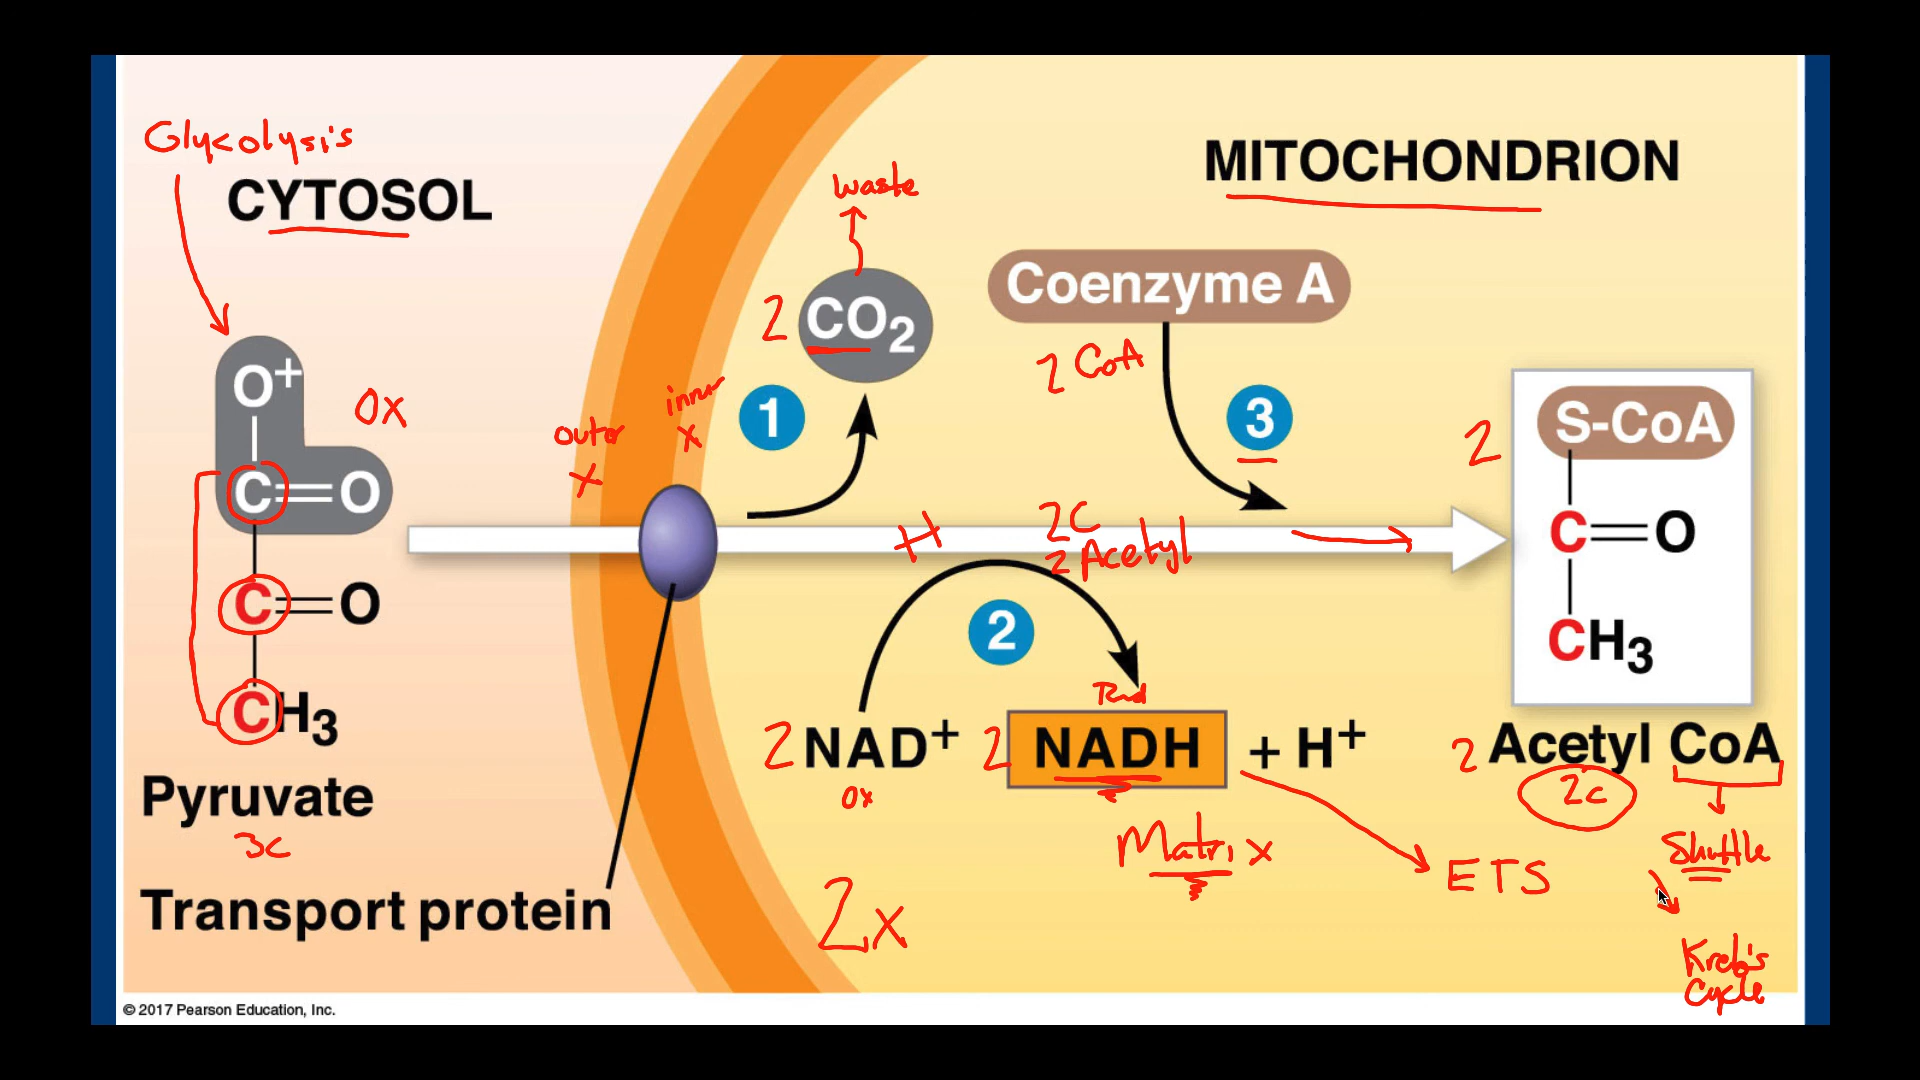 Glycolysis
CYTOSOL
MITOCHONDRION
waste
2 CO2
Coenzyme A
2 CoA
O+
OX
C=O
C=O
CH3
Pyruvate
3C
Transport protein
outer
X
inner
X
1
3
2
S-CoA
C=O
CH3
H
2C
2 Acetyl
2
2 NAD+
OX
Red
2 NADH + H+
Matrix
ETS
2X
2 Acetyl CoA
2C
Shuttle
Kreb's
Cycle
© 2017 Pearson Education, Inc.